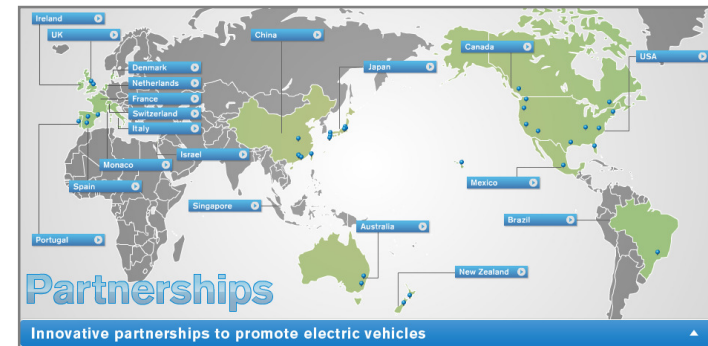 Ireland
UK
China
Canada
USA
Denmark
Japan
Netherlands
France
Switzerland
Italy
Israel
Monaco
Spain
Mexico
Singapore
Brazil
Australia
Portugal
New Zealand
Partnerships
Innovative partnerships to promote electric vehicles